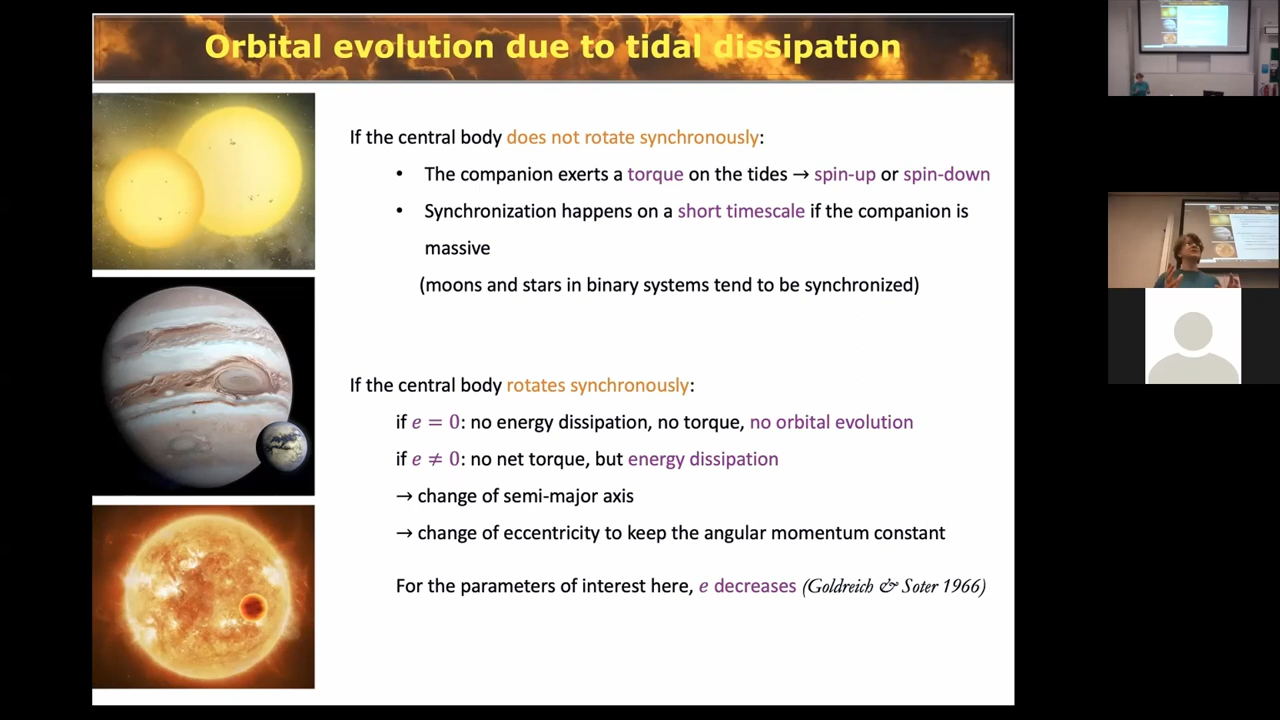 Orbital evolution due to tidal dissipation
If the central body does not rotate synchronously:
• The companion exerts a torque on the tides → spin-up or spin-down
• Synchronization happens on a short timescale if the companion is
massive
(moons and stars in binary systems tend to be synchronized)
If the central body rotates synchronously:
if e = 0: no energy dissipation, no torque, no orbital evolution
if e ≠ 0: no net torque, but energy dissipation
→ change of semi-major axis
→ change of eccentricity to keep the angular momentum constant
For the parameters of interest here, e decreases (Goldreich & Soter 1966)